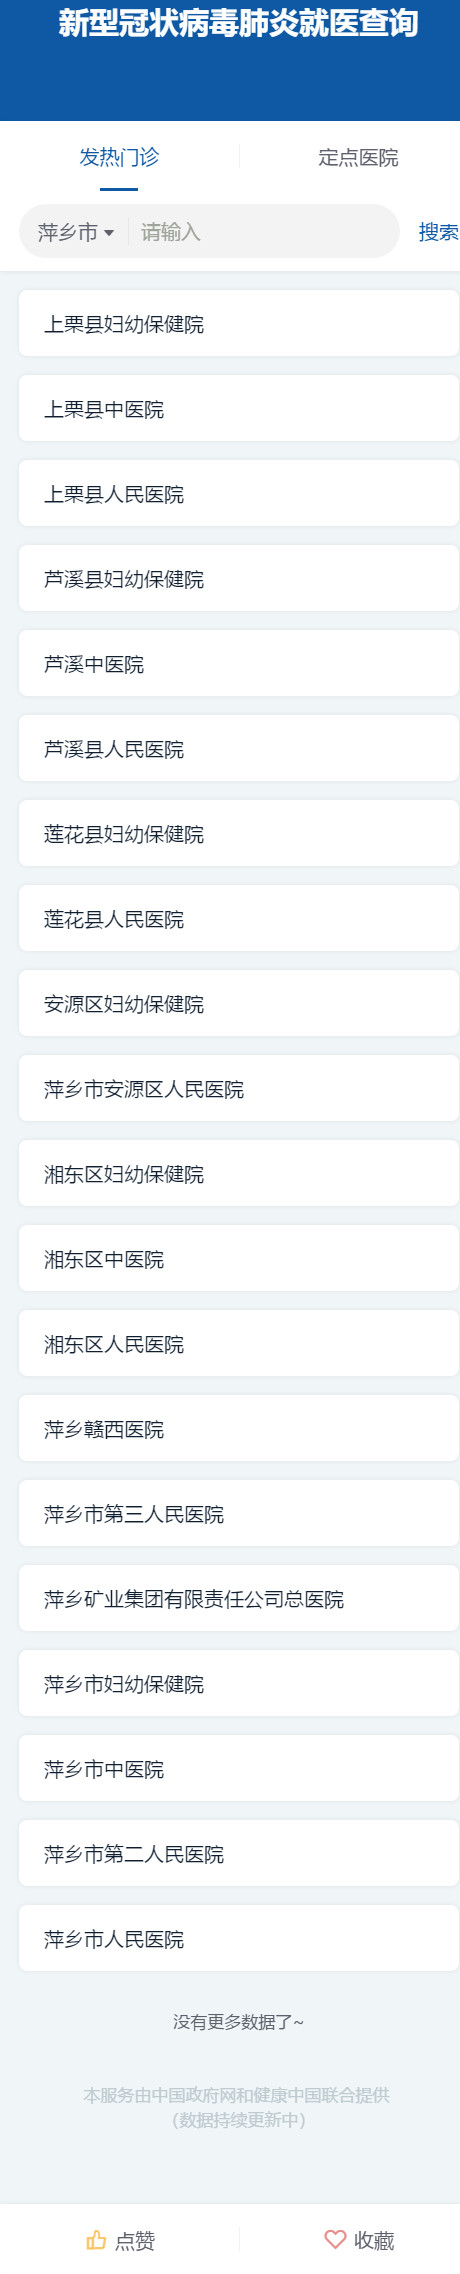 新型冠状病毒肺炎就医查询
发热门诊
定点医院
萍乡市 请输入 搜索
上栗县妇幼保健院
上栗县中医院
上栗县人民医院
芦溪县妇幼保健院
芦溪中医院
芦溪县人民医院
莲花县妇幼保健院
莲花县人民医院
安源区妇幼保健院
萍乡市安源区人民医院
湘东区妇幼保健院
湘东区中医院
湘东区人民医院
萍乡赣西医院
萍乡市第三人民医院
萍乡矿业集团有限责任公司总医院
萍乡市妇幼保健院
萍乡市中医院
萍乡市第二人民医院
萍乡市人民医院
没有更多数据了~
本服务由中国政府网和健康中国联合提供
（数据持续更新中）
点赞
收藏